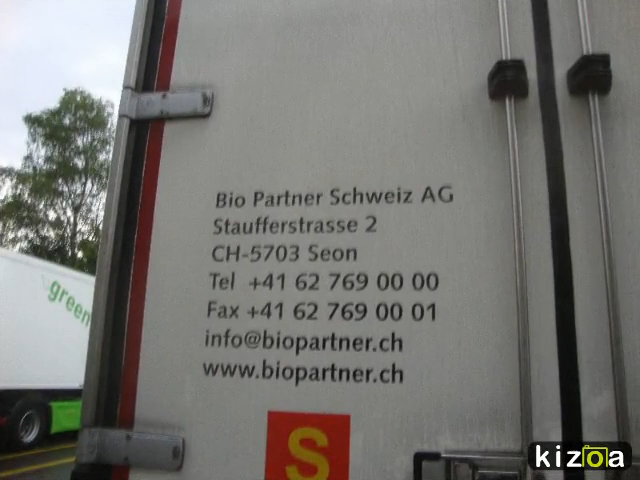 Bio Partner Schweiz AG
Staufferstrasse 2
CH-5703 Seon
Tel +41 62 769 00 00
Fax +41 62 769 00 01
info@biopartner.ch
www.biopartner.ch
green
S
kizoa